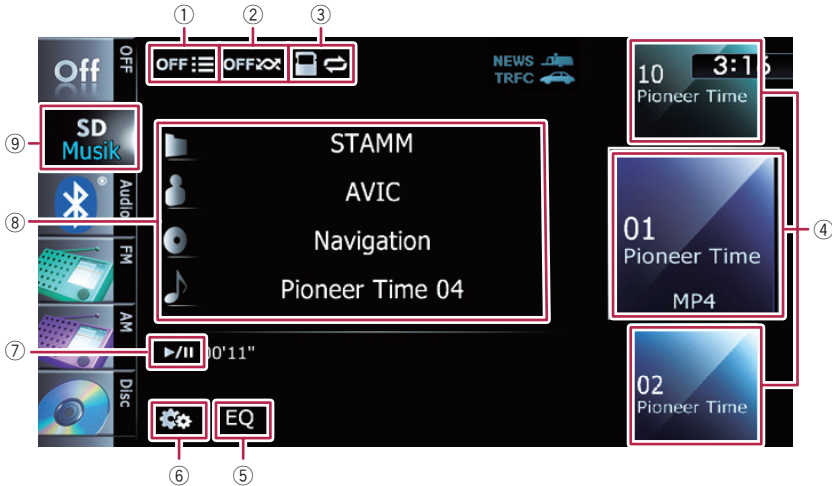 ① ② ③
Off OFF
OFF OFF
NEWS
TRFC
10 3:16
Pioneer Time
⑨ SD
Musik
STAMM
⑧ AVIC
Audio
Navigation
Pioneer Time 04
④
01
Pioneer Time
MP4
FM
AM
⑦ 00'11"
Disc
02
Pioneer Time
EQ
⑥ ⑤